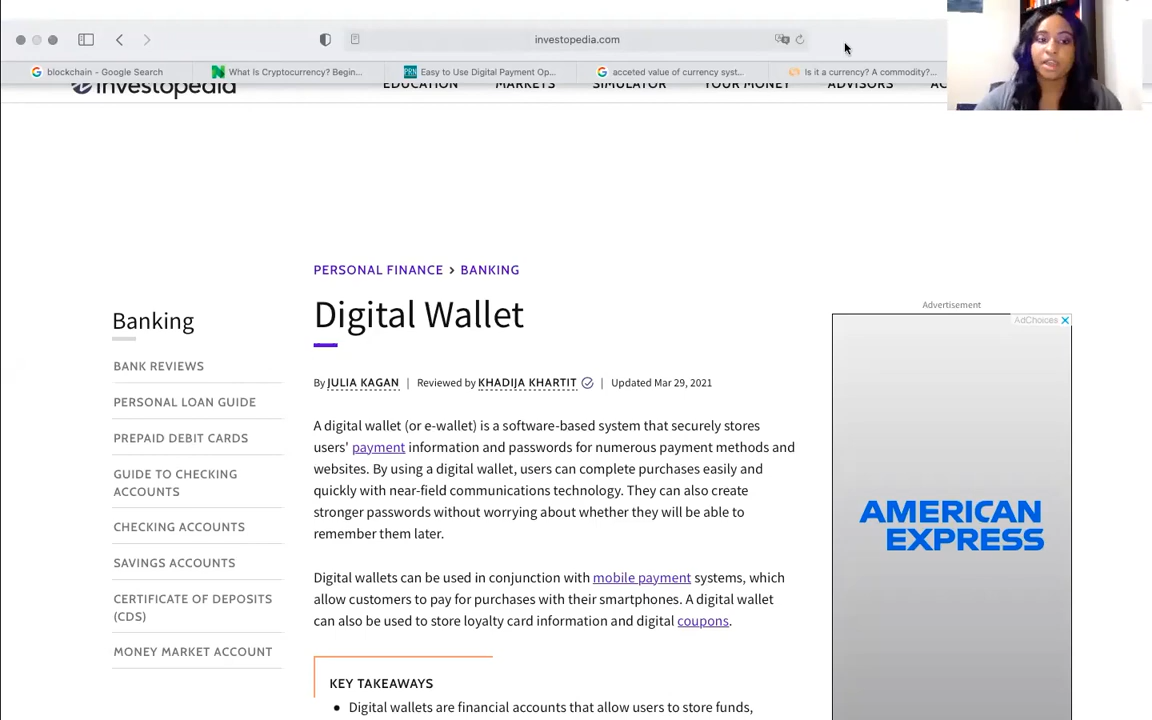 investopedia.com
blockchain - Google Search
What Is Cryptocurrency? Begin...
Easy to Use Digital Payment Op...
acceted value of currency syst...
Is it a currency? A commodity?...
Investopedia
EDUCATION
MARKETS
SIMULATOR
YOUR MONEY
ADVISORS
PERSONAL FINANCE > BANKING
Digital Wallet
By JULIA KAGAN | Reviewed by KHADIJA KHARTIT | Updated Mar 29, 2021
A digital wallet (or e-wallet) is a software-based system that securely stores
users' payment information and passwords for numerous payment methods and
websites. By using a digital wallet, users can complete purchases easily and
quickly with near-field communications technology. They can also create
stronger passwords without worrying about whether they will be able to
remember them later.
Digital wallets can be used in conjunction with mobile payment systems, which
allow customers to pay for purchases with their smartphones. A digital wallet
can also be used to store loyalty card information and digital coupons.
KEY TAKEAWAYS
• Digital wallets are financial accounts that allow users to store funds,
Banking
BANK REVIEWS
PERSONAL LOAN GUIDE
PREPAID DEBIT CARDS
GUIDE TO CHECKING
ACCOUNTS
CHECKING ACCOUNTS
SAVINGS ACCOUNTS
CERTIFICATE OF DEPOSITS
(CDS)
MONEY MARKET ACCOUNT
Advertisement
AdChoices
AMERICAN
EXPRESS